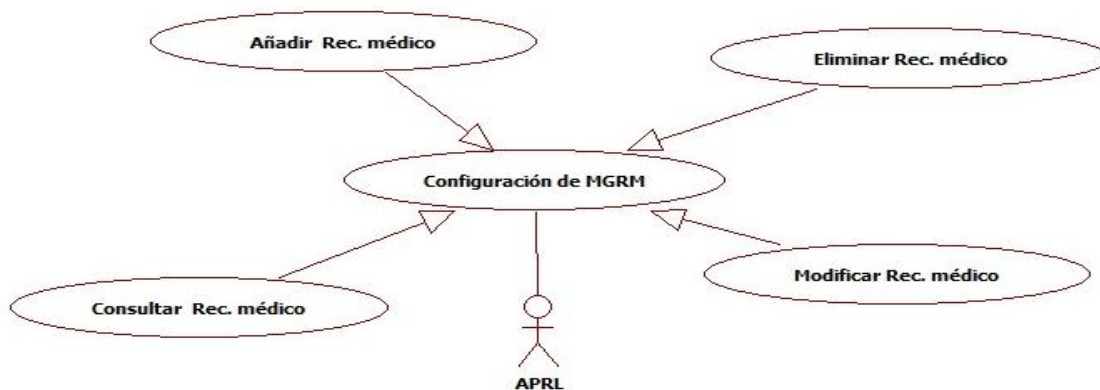 Añadir Rec. médico
Eliminar Rec. médico
Configuración de MGRM
Consultar Rec. médico
Modificar Rec. médico
APRL